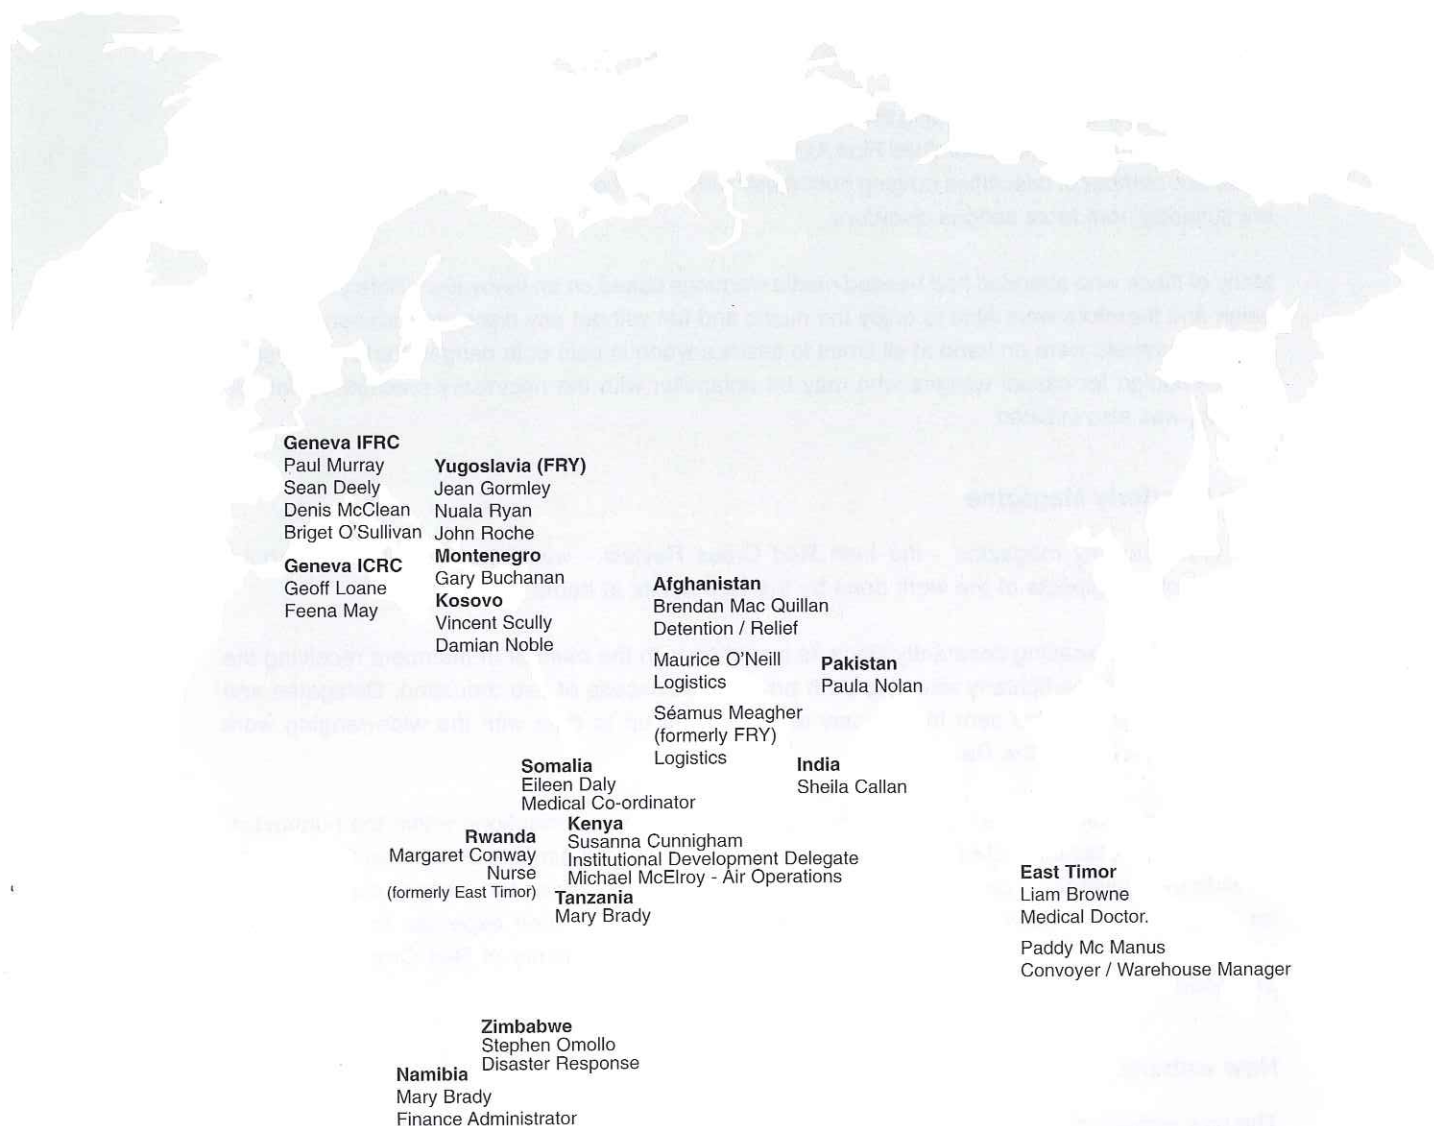 Geneva IFRC
Paul Murray
Sean Deely
Denis McClean
Briget O'Sullivan
Geneva ICRC
Geoff Loane
Feena May
Yugoslavia (FRY)
Jean Gormley
Nuala Ryan
John Roche
Montenegro
Gary Buchanan
Kosovo
Vincent Scully
Damian Noble
Afghanistan
Brendan Mac Quillan
Detention / Relief
Maurice O'Neill
Logistics
Séamus Meagher
(formerly FRY)
Logistics
Pakistan
Paula Nolan
India
Sheila Callan
Somalia
Eileen Daly
Medical Co-ordinator
Kenya
Susanna Cunnigham
Institutional Development Delegate
Michael McElroy - Air Operations
Rwanda
Margaret Conway
Nurse
(formerly East Timor)
Tanzania
Mary Brady
East Timor
Liam Browne
Medical Doctor.
Paddy Mc Manus
Convoyer / Warehouse Manager
Zimbabwe
Stephen Omollo
Disaster Response
Namibia
Mary Brady
Finance Administrator